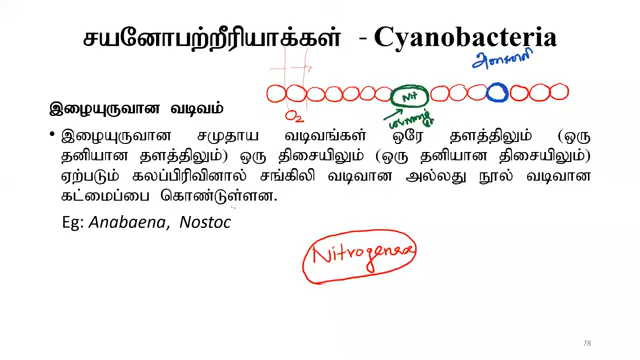 சயனோபற்றீரியாக்கள் - Cyanobacteria
இழையுருவான வடிவம்
O2
• இழையுருவான சமுதாய வடிவங்கள் ஒரே தளத்திலும் (ஒரு
தனியான தளத்திலும்) ஒரு திசையிலும் (ஒரு தனியான திசையிலும்)
ஏற்படும் கலப்பிரிவினால் சங்கிலி வடிவான அல்லது நூல் வடிவான
கட்மைப்பை கொண்டுள்ளன.
Eg: Anabaena, Nostoc
Nitrogenase
78